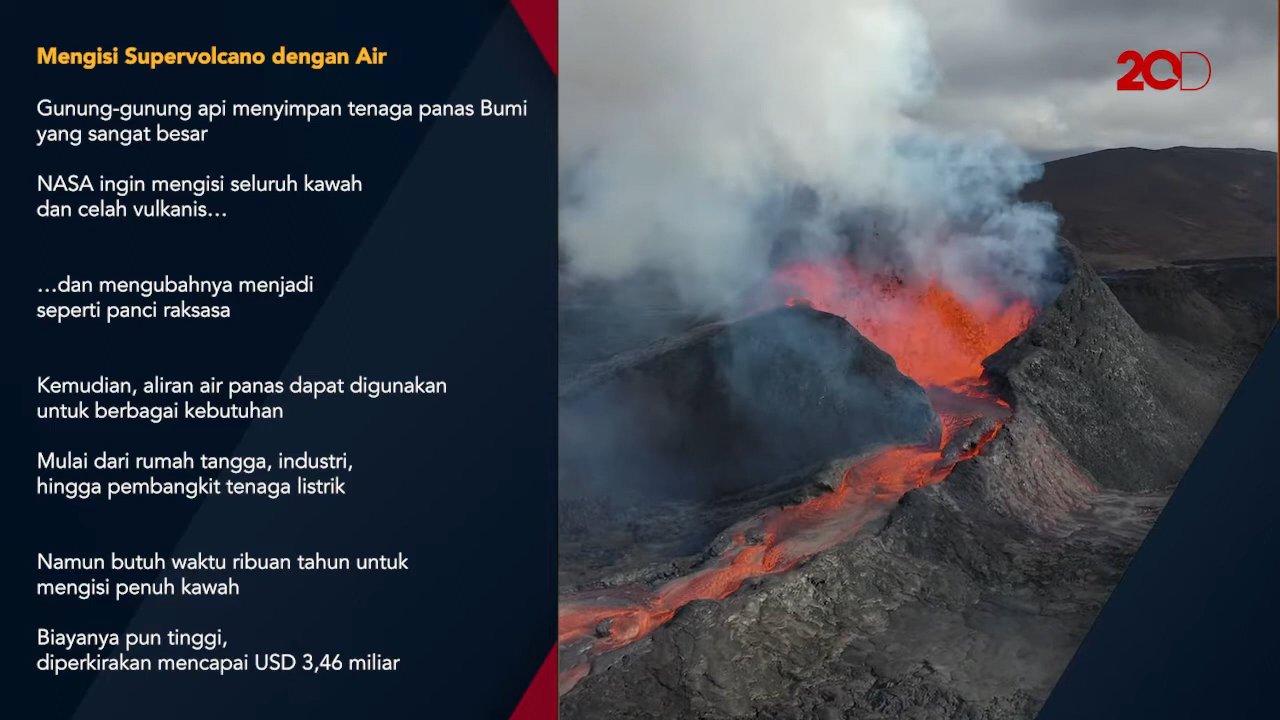 Mengisi Supervolcano dengan Air
Gunung-gunung api menyimpan tenaga panas Bumi
yang sangat besar
NASA ingin mengisi seluruh kawah
dan celah vulkanis...
...dan mengubahnya menjadi
seperti panci raksasa
Kemudian, aliran air panas dapat digunakan
untuk berbagai kebutuhan
Mulai dari rumah tangga, industri,
hingga pembangkit tenaga listrik
Namun butuh waktu ribuan tahun untuk
mengisi penuh kawah
Biayanya pun tinggi,
diperkirakan mencapai USD 3,46 miliar
20D